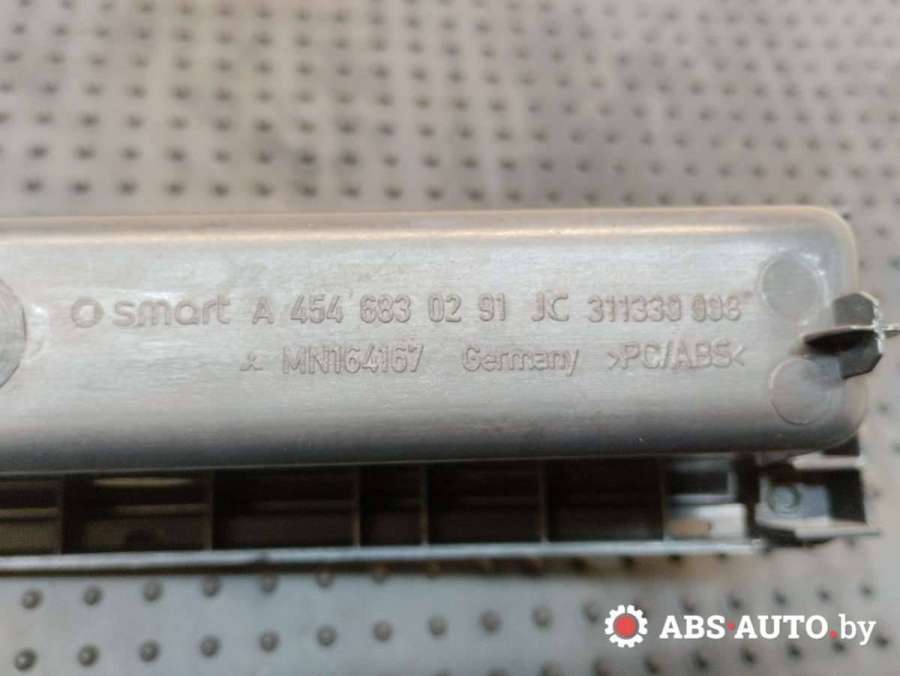 smart A 454 683 02 91 JC 311330 008
MN164167 Germany >PC/ABS<
ABS-AUTO.by